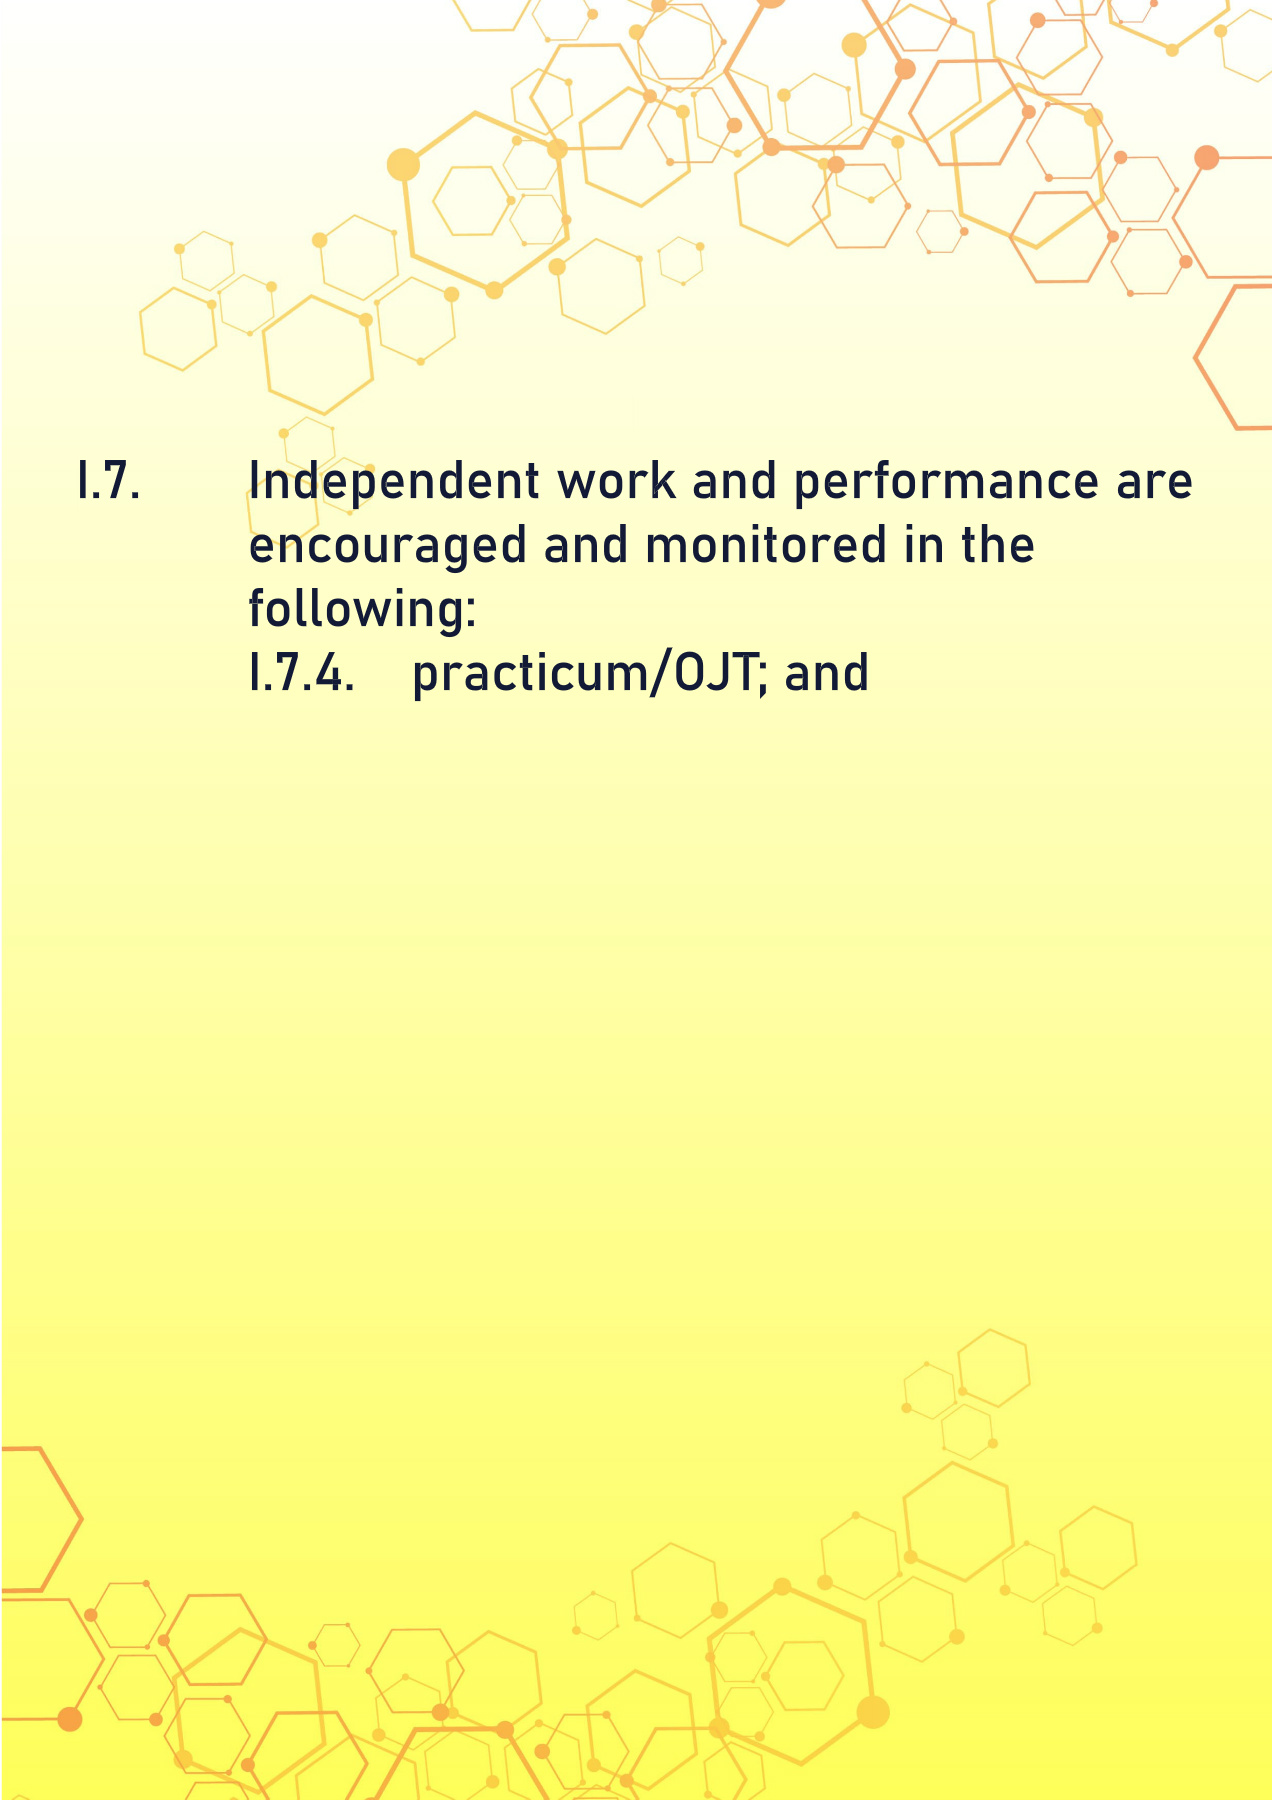 I.7. Independent work and performance are
encouraged and monitored in the
following:
I.7.4. practicum/OJT; and